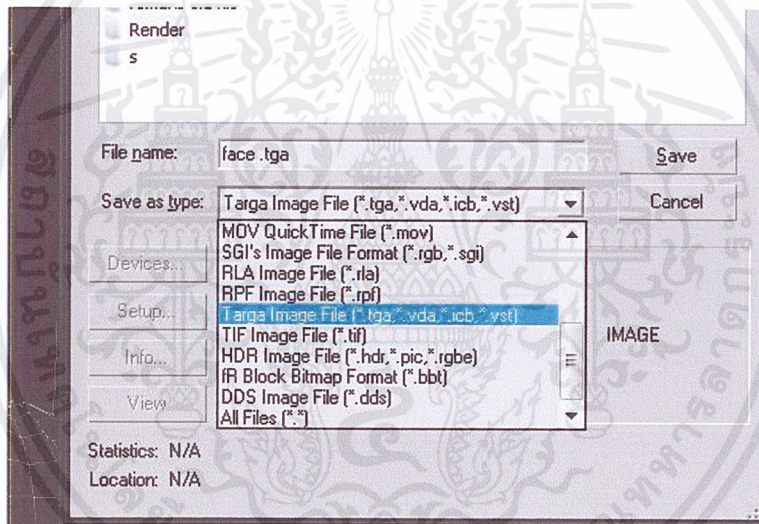 Render
s
File name: face .tga Save
Save as type: Targa Image File (*.tga,*.vda,*.icb,*.vst) Cancel
MOV QuickTime File (*.mov)
SGI's Image File Format (*.rgb,*.sgi)
Devices...
RLA Image File (*.rla)
RPF Image File (*.rpf)
Setup...
Targa Image File (*.tga,*.vda,*.icb,*.vst)
TIF Image File (*.tif)
IMAGE
HDR Image File (*.hdr,*.pic,*.rgbe)
Info...
fR Block Bitmap Format (*.bbt)
DDS Image File (*.dds)
View
All Files (*.*)
Statistics: N/A
Location: N/A